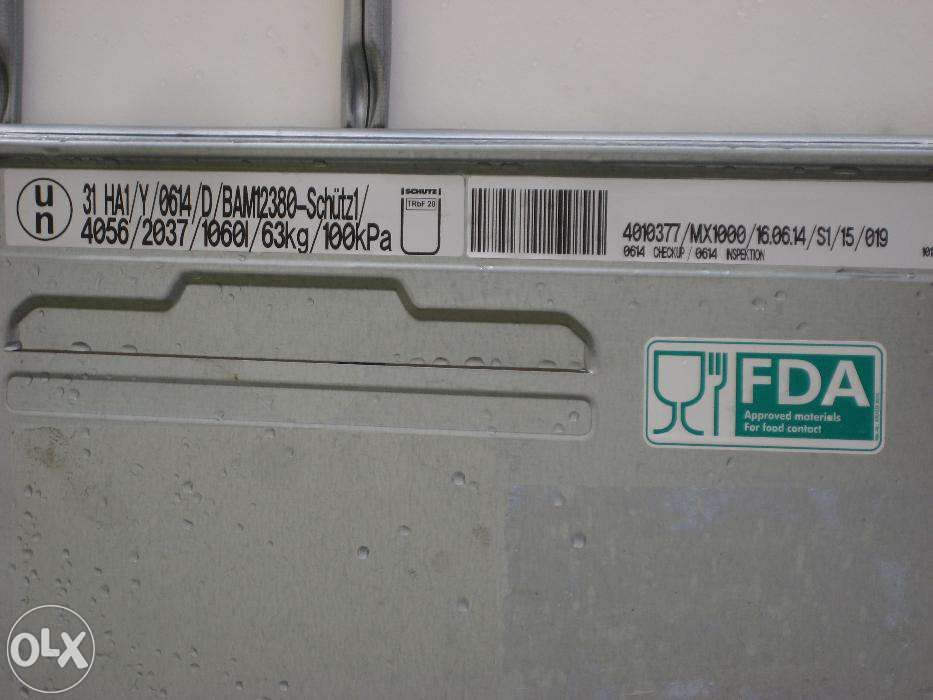 un
31 HA1/Y/0614/D/BAM12380-Schütz1/
4056/2037/1060l/63kg/100kPa
SCHUTZ
TRbF 20
4010377/MX1000/16.06.14/S1/15/019
0614 CHECKUP / 0614 INSPEKTION
FDA
Approved materials
For food contact
OLX